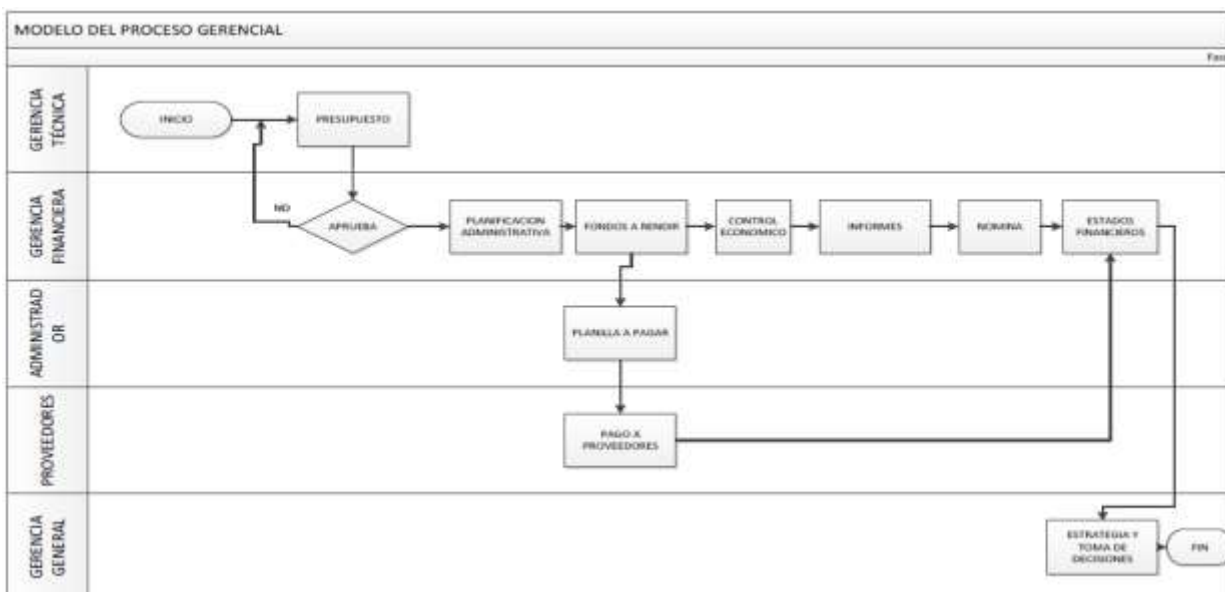 MODELO DEL PROCESO GERENCIAL
Fas
GERENCIA
TÉCNICA
INICIO
PRESUPUESTO
GERENCIA
FINANCIERA
NO
APRUEBA
PLANIFICACION
ADMINISTRATIVA
FONDOS A RENDIR
CONTROL
ECONOMICO
INFORMES
NOMINA
ESTADOS
FINANCIEROS
ADMINISTRAD
OR
PLANILLA A PAGAR
PROVEEDORES
PAGO X
PROVEEDORES
GERENCIA
GENERAL
ESTRATEGIA Y
TOMA DE
DECISIONES
FIN